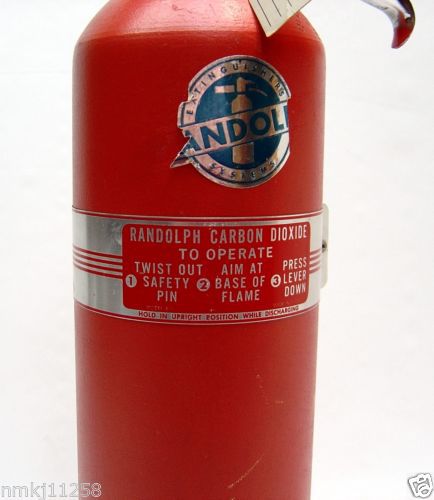 EXTINGUISHING
ANDOL
SYSTEMS
RANDOLPH CARBON DIOXIDE
TO OPERATE
1 TWIST OUT SAFETY PIN
2 AIM AT BASE OF FLAME
3 PRESS LEVER DOWN
HOLD IN UPRIGHT POSITION WHILE DISCHARGING
nmkj11258